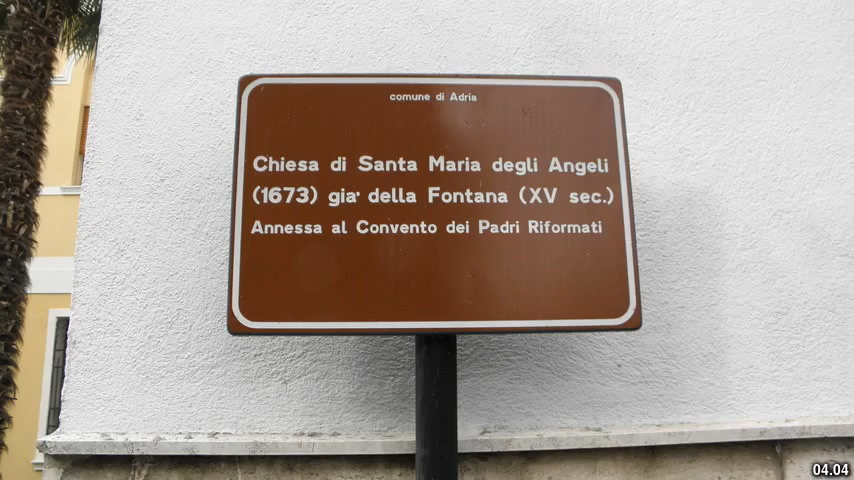 comune di Adria
Chiesa di Santa Maria degli Angeli
(1673) gia' della Fontana (XV sec.)
Annessa al Convento dei Padri Riformati
04.04